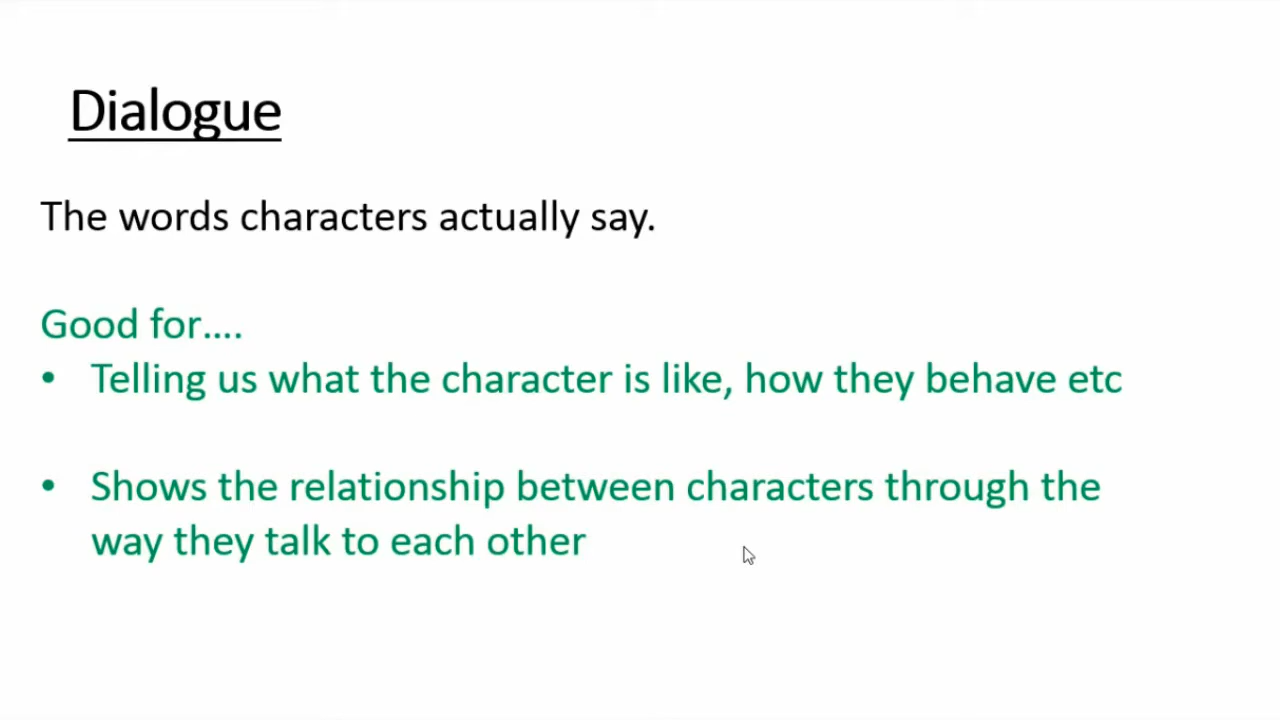 Dialogue
The words characters actually say.
Good for....
• Telling us what the character is like, how they behave etc
• Shows the relationship between characters through the
way they talk to each other